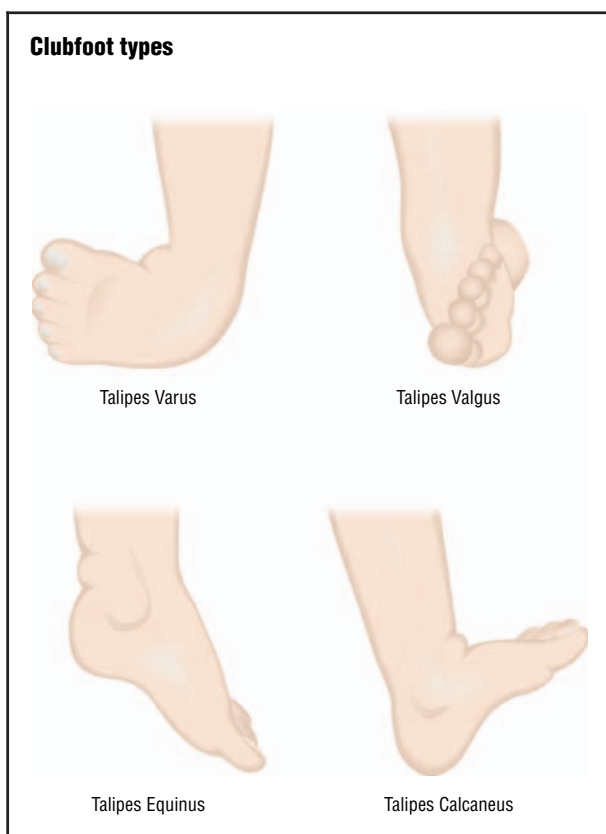 Clubfoot types
Talipes Varus
Talipes Valgus
Talipes Equinus
Talipes Calcaneus